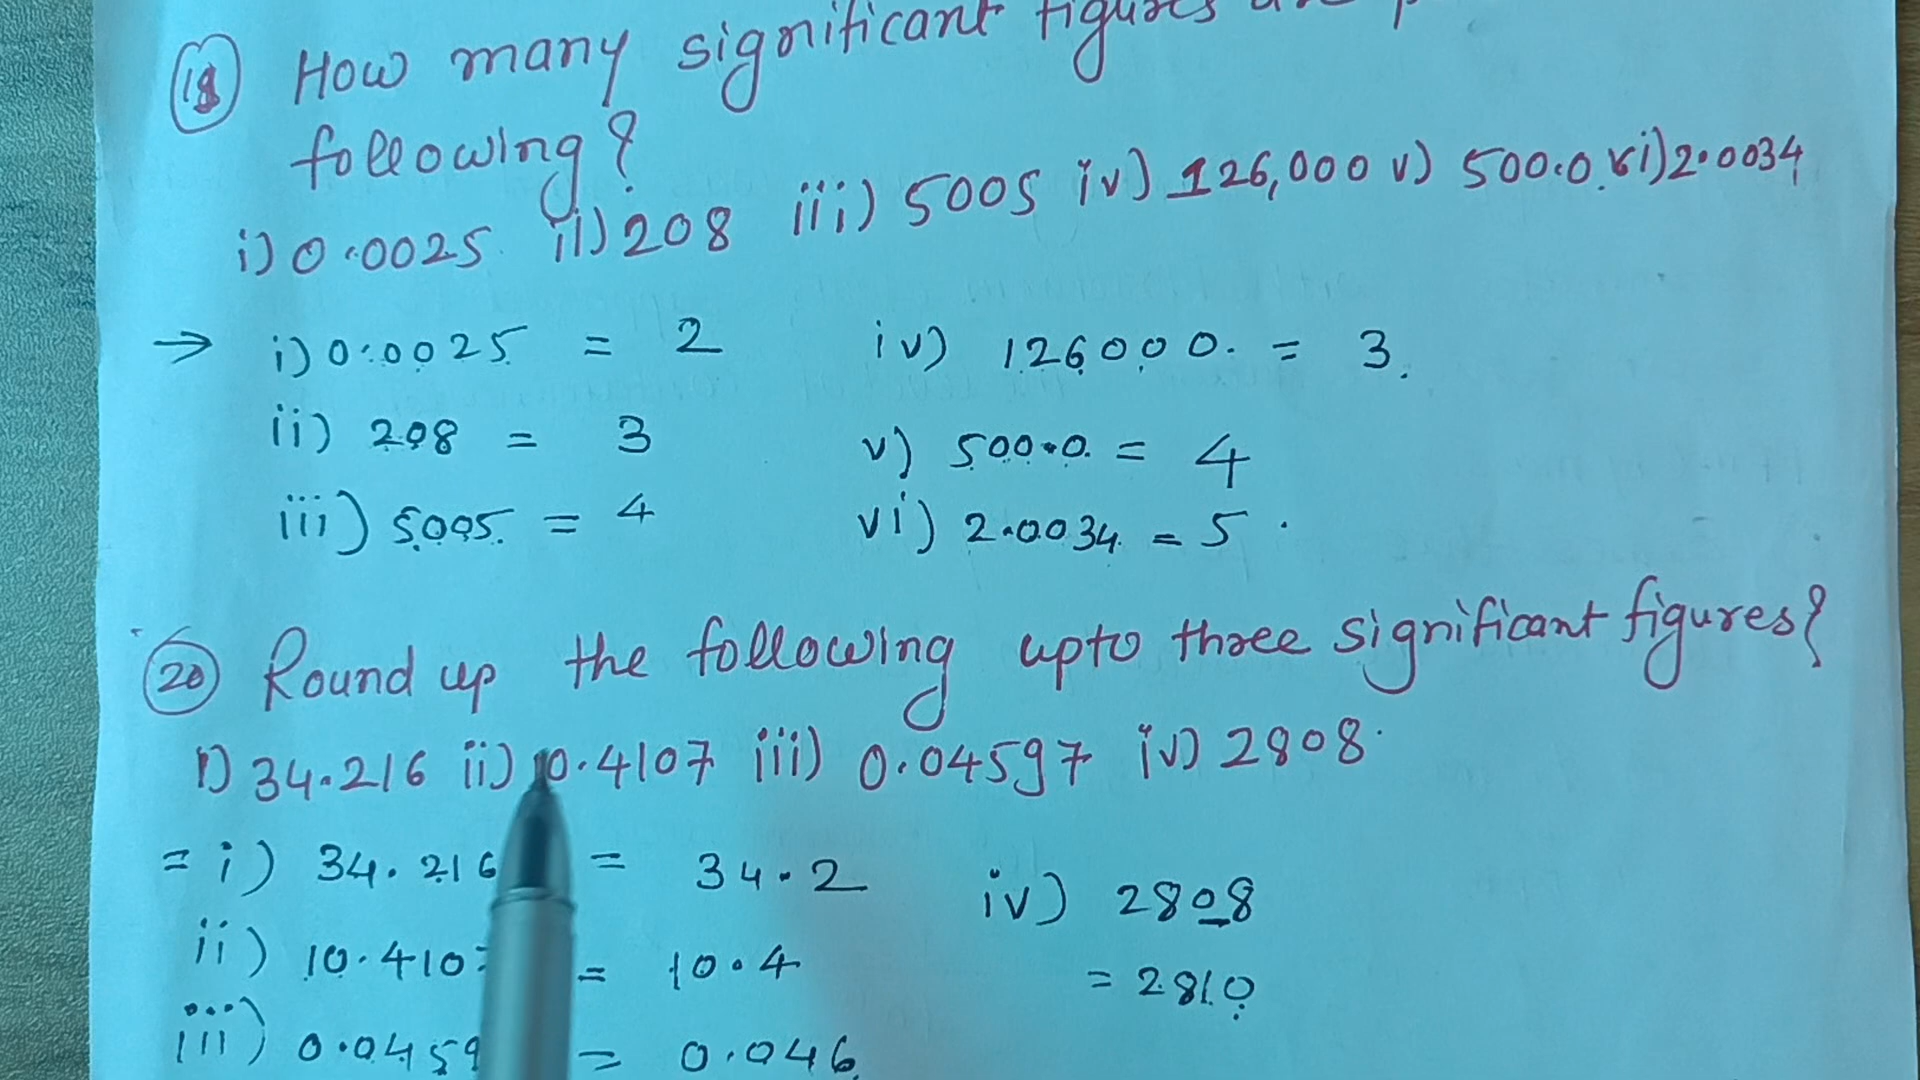 How many significant figures
following?
i) 0.0025 ii) 208 iii) 5005 iv) 126,000 v) 500.0 vi) 2.0034
→ i) 0.0025 = 2 iv) 126000. = 3.
ii) 208 = 3 v) 500.0 = 4
iii) 5005 = 4 vi) 2.0034 = 5.
20 Round up the following upto three significant figures?
i) 34.216 ii) 10.4107 iii) 0.04597 iv) 2808.
= i) 34.216 = 34.2 iv) 2808
ii) 10.410 = 10.4 = 2810
iii) 0.0459 = 0.046